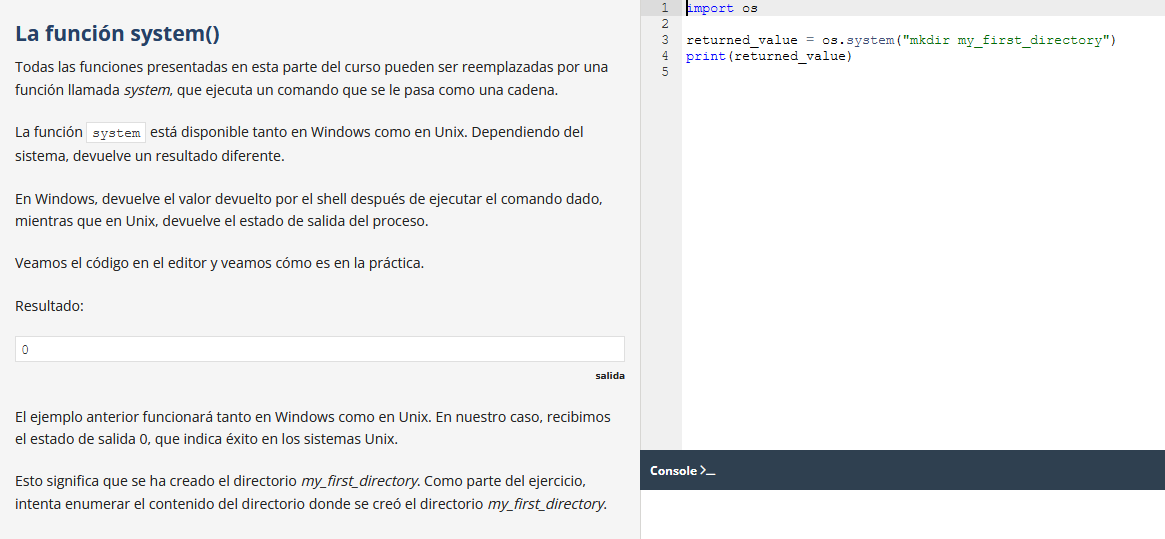 La función system()
Todas las funciones presentadas en esta parte del curso pueden ser reemplazadas por una
función llamada system, que ejecuta un comando que se le pasa como una cadena.
La función system está disponible tanto en Windows como en Unix. Dependiendo del
sistema, devuelve un resultado diferente.
En Windows, devuelve el valor devuelto por el shell después de ejecutar el comando dado,
mientras que en Unix, devuelve el estado de salida del proceso.
Veamos el código en el editor y veamos cómo es en la práctica.
Resultado:
0
salida
El ejemplo anterior funcionará tanto en Windows como en Unix. En nuestro caso, recibimos
el estado de salida 0, que indica éxito en los sistemas Unix.
Esto significa que se ha creado el directorio my_first_directory. Como parte del ejercicio,
intenta enumerar el contenido del directorio donde se creó el directorio my_first_directory.
1 import os
2
3 returned_value = os.system("mkdir my_first_directory")
4 print(returned_value)
5
Console >_